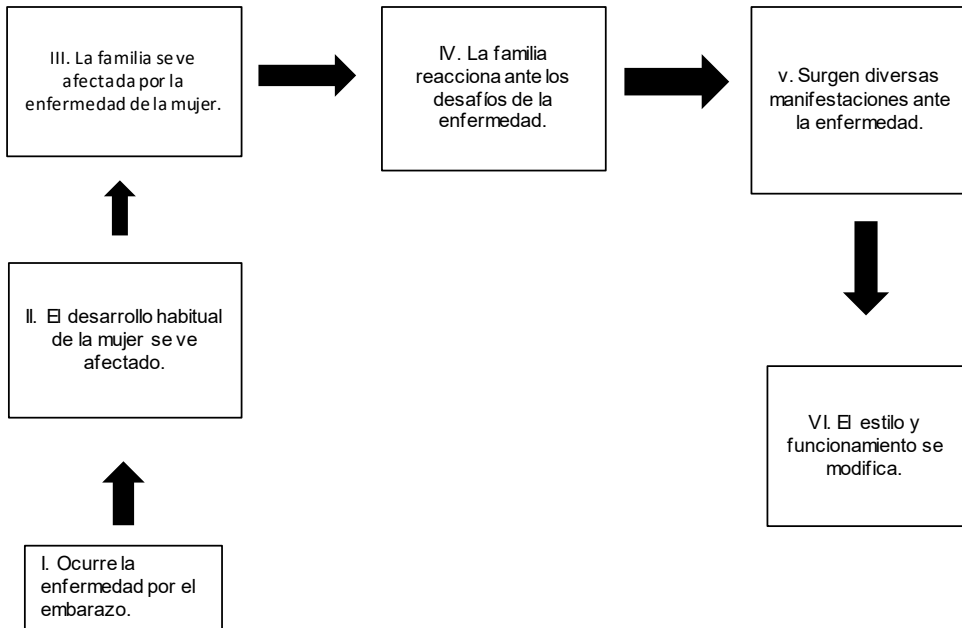 III. La familia se ve
afectada por la
enfermedad de la mujer.
IV. La familia
reacciona ante los
desafíos de la
enfermedad.
v. Surgen diversas
manifestaciones ante
la enfermedad.
II. El desarrollo habitual
de la mujer se ve
afectado.
VI. El estilo y
funcionamiento se
modifica.
I. Ocurre la
enfermedad por el
embarazo.